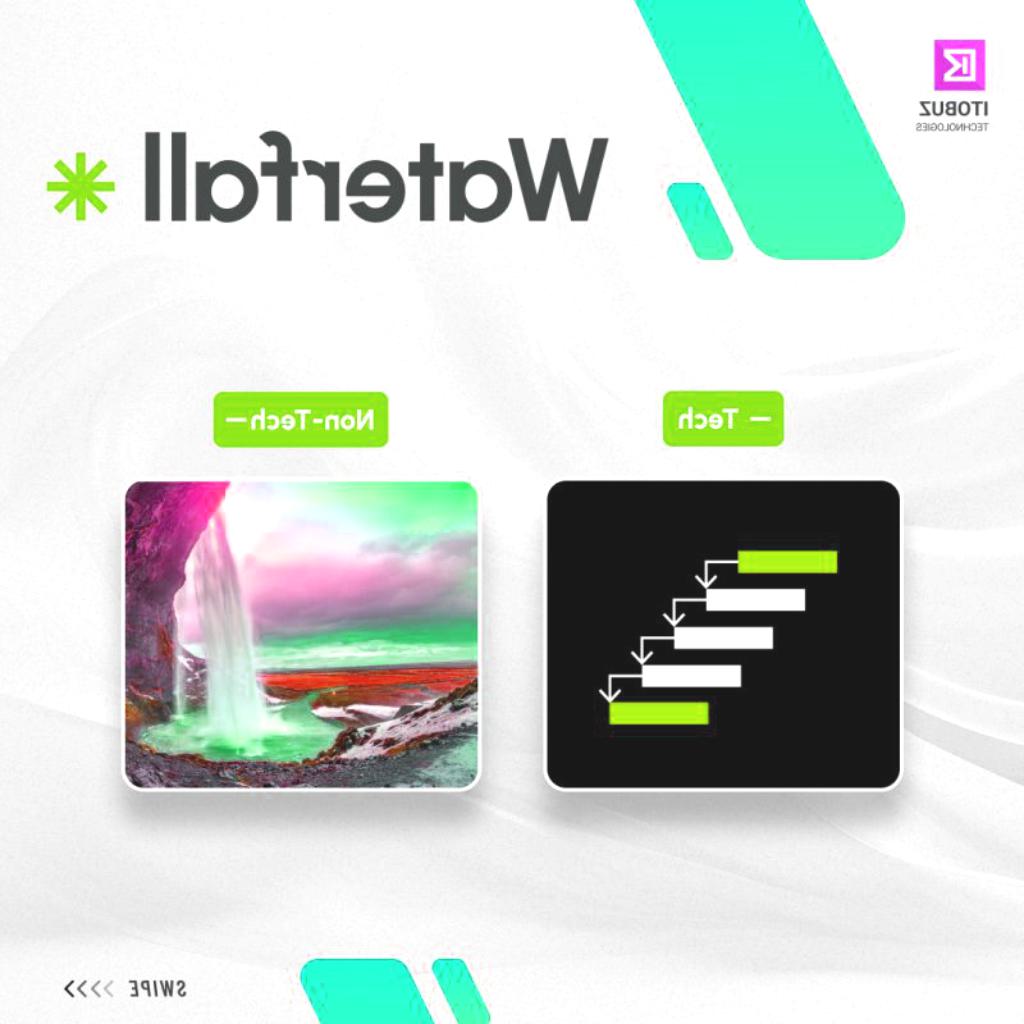 ITOBUZ
TECHNOLOGIES
Waterfall
— Tech
Non-Tech —
SWIPE >>>>